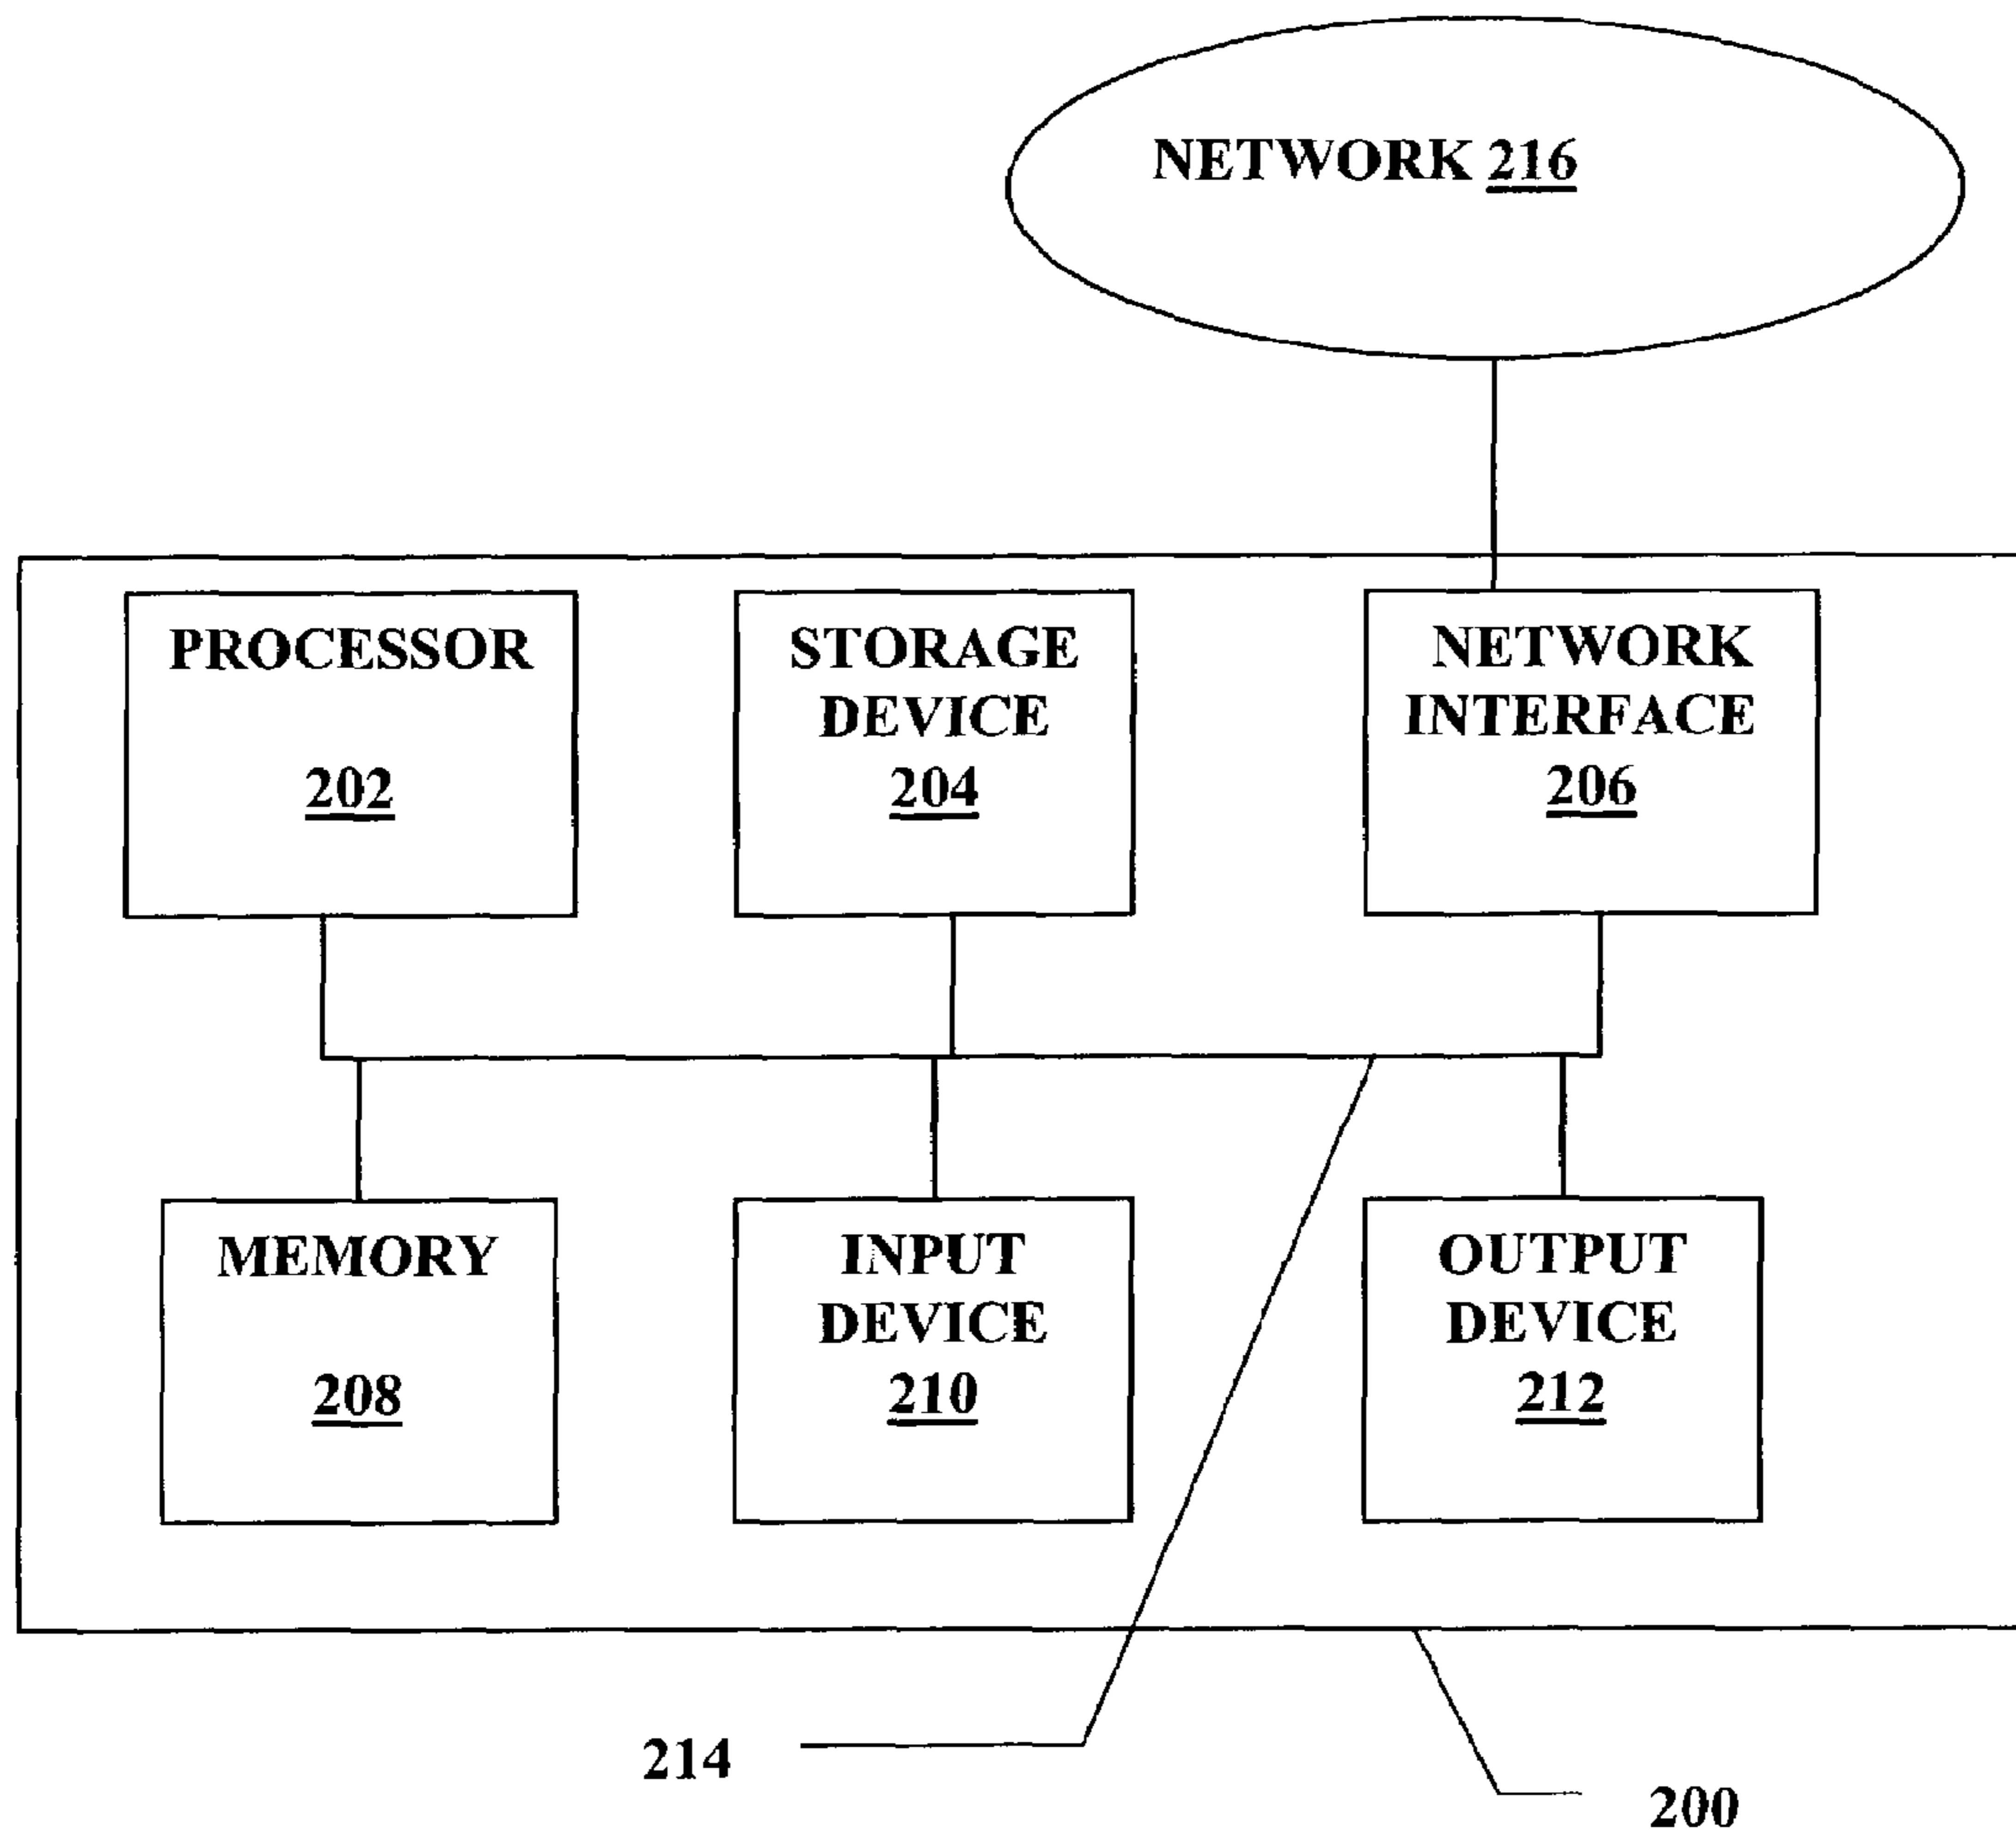 NETWORK 216
PROCESSOR
202
STORAGE
DEVICE
204
NETWORK
INTERFACE
206
MEMORY
208
INPUT
DEVICE
210
OUTPUT
DEVICE
212
214
200